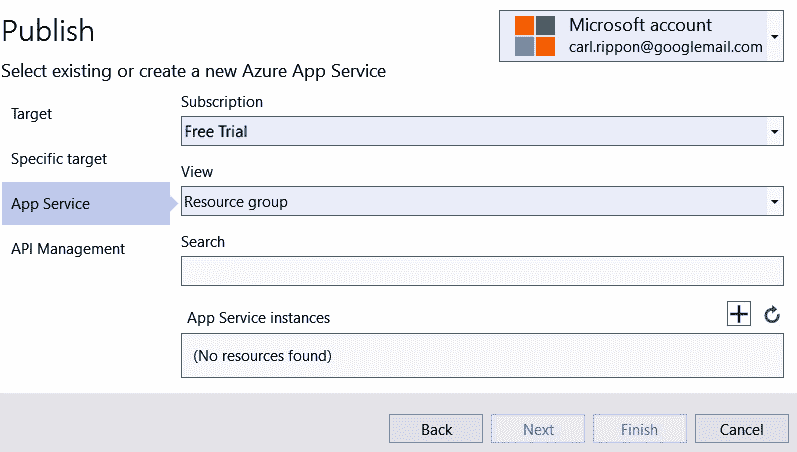 Publish
Microsoft account
carl.rippon@googlemail.com
Select existing or create a new Azure App Service
Target
Specific target
App Service
API Management
Subscription
Free Trial
View
Resource group
Search
App Service instances
(No resources found)
Back
Next
Finish
Cancel